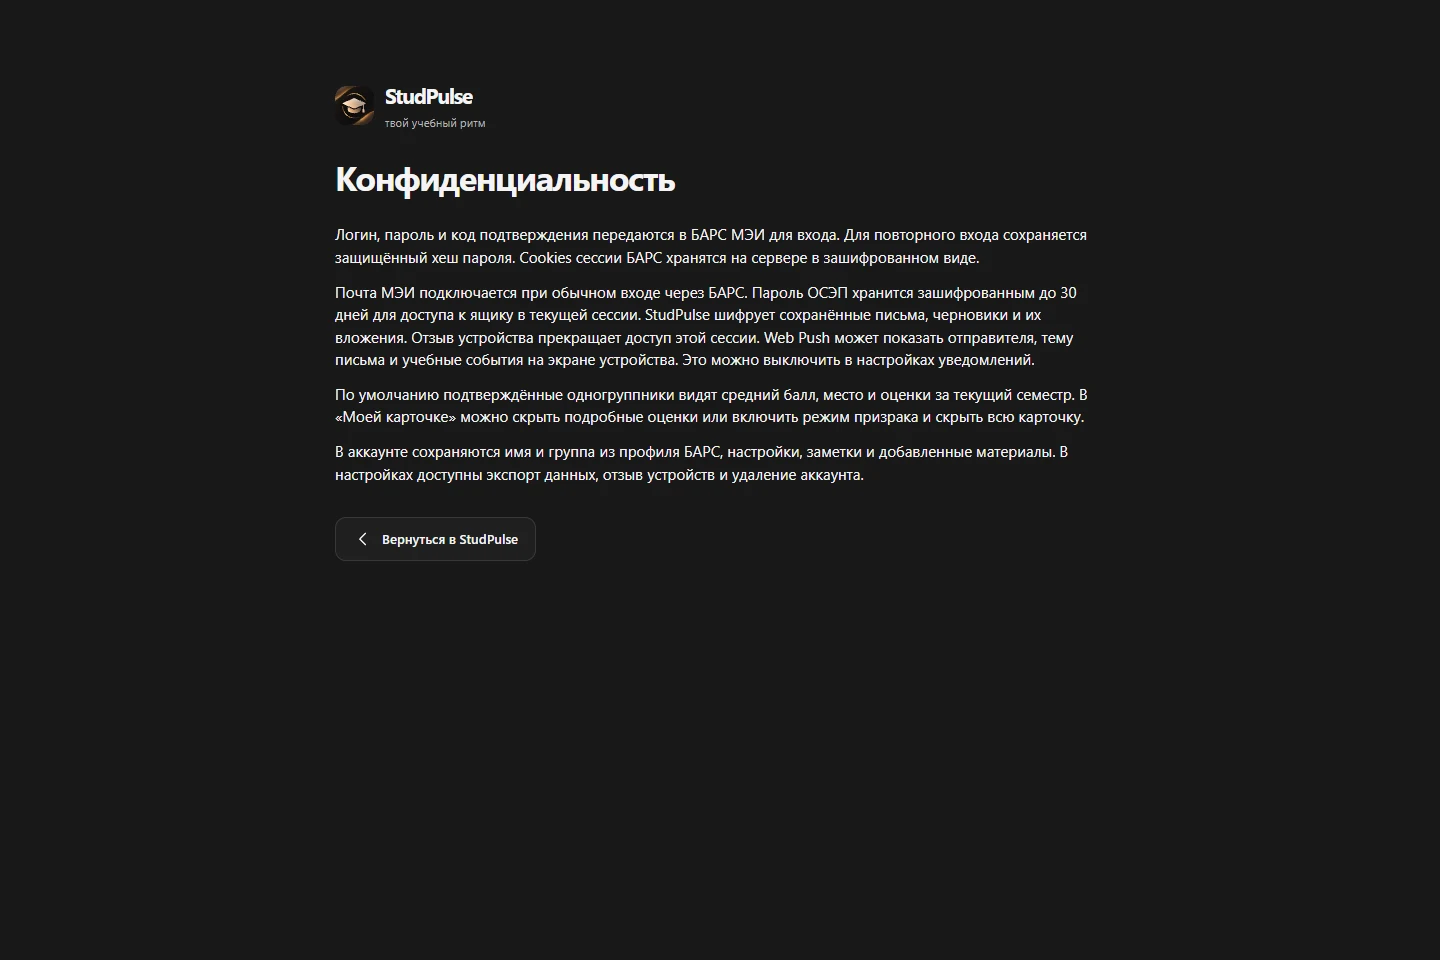 StudPulse
твой учебный ритм
Конфиденциальность
Логин, пароль и код подтверждения передаются в БАРС МЭИ для входа. Для повторного входа сохраняется
защищённый хеш пароля. Cookies сессии БАРС хранятся на сервере в зашифрованном виде.
Почта МЭИ подключается при обычном входе через БАРС. Пароль ОСЭП хранится зашифрованным до 30
дней для доступа к ящику в текущей сессии. StudPulse шифрует сохранённые письма, черновики и их
вложения. Отзыв устройства прекращает доступ этой сессии. Web Push может показать отправителя, тему
письма и учебные события на экране устройства. Это можно выключить в настройках уведомлений.
По умолчанию подтверждённые одногруппники видят средний балл, место и оценки за текущий семестр. В
«Моей карточке» можно скрыть подробные оценки или включить режим призрака и скрыть всю карточку.
В аккаунте сохраняются имя и группа из профиля БАРС, настройки, заметки и добавленные материалы. В
настройках доступны экспорт данных, отзыв устройств и удаление аккаунта.
Вернуться в StudPulse